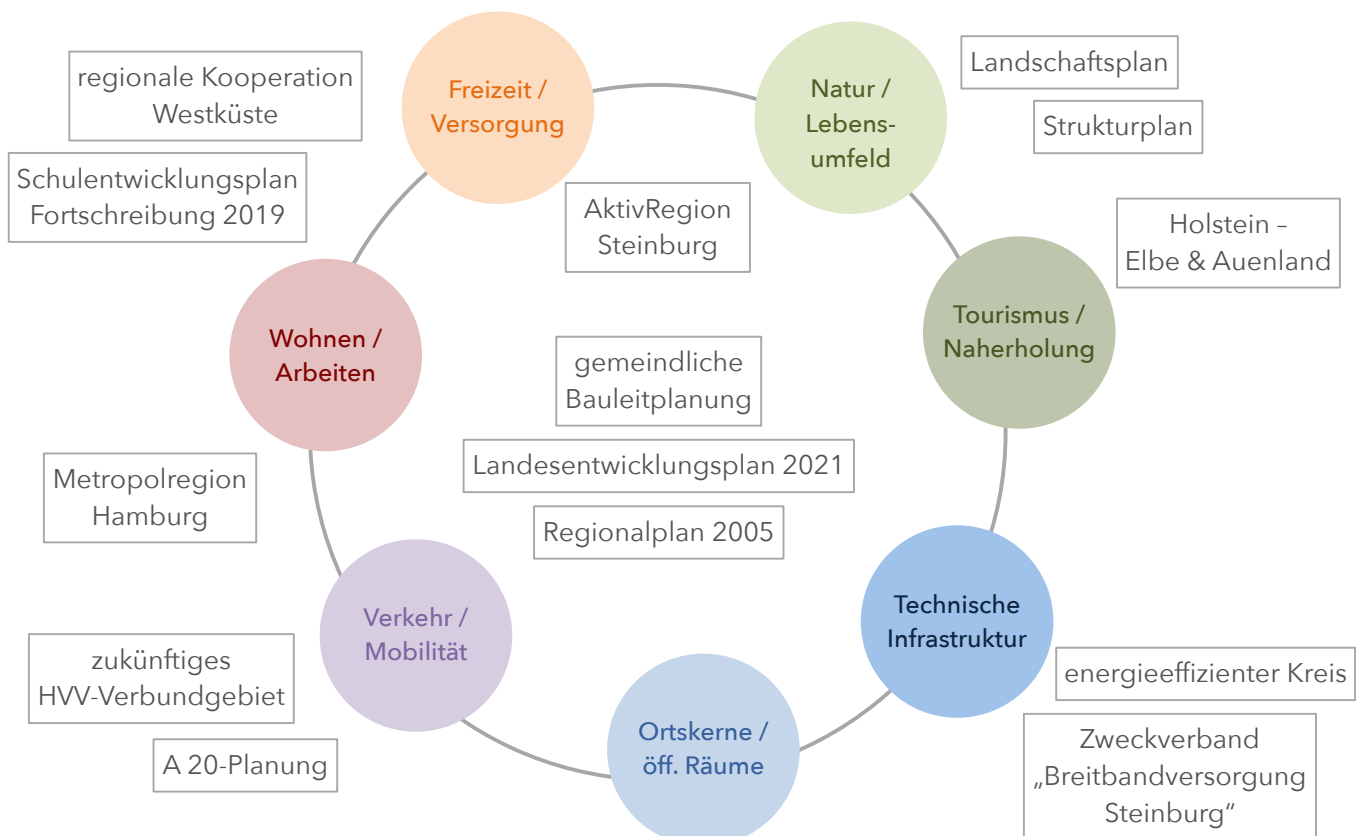 regionale Kooperation
Westküste
Freizeit /
Versorgung
Natur /
Lebens-
umfeld
Landschaftsplan
Strukturplan
Schulentwicklungsplan
Fortschreibung 2019
AktivRegion
Steinburg
Holstein –
Elbe & Auenland
Wohnen /
Arbeiten
Tourismus /
Naherholung
gemeindliche
Bauleitplanung
Landesentwicklungsplan 2021
Regionalplan 2005
Metropolregion
Hamburg
Verkehr /
Mobilität
Technische
Infrastruktur
zukünftiges
HVV-Verbundgebiet
A 20-Planung
Ortskerne /
öff. Räume
energieeffizienter Kreis
Zweckverband
„Breitbandversorgung
Steinburg“